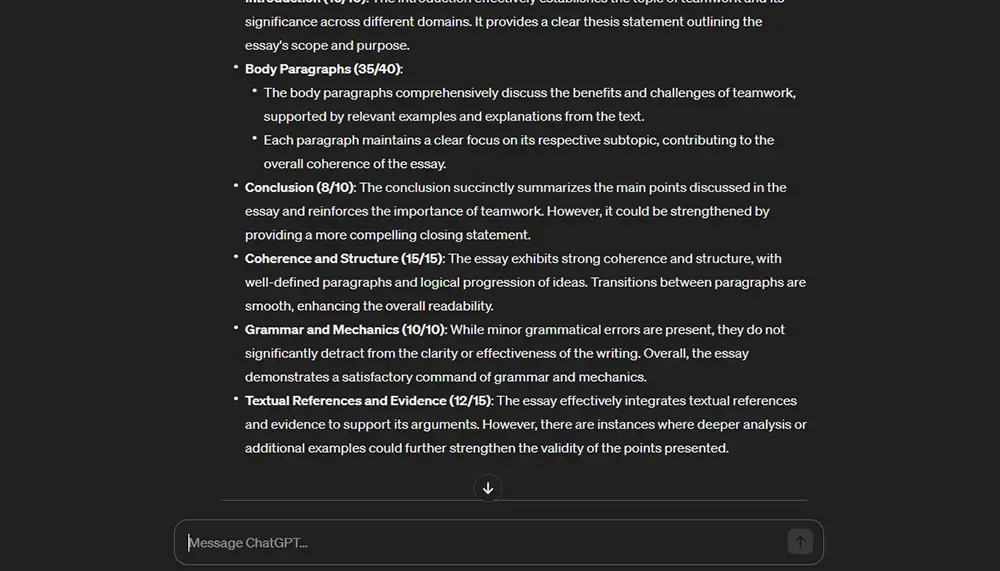 significance across different domains. It provides a clear thesis statement outlining the
essay's scope and purpose.
• Body Paragraphs (35/40):
• The body paragraphs comprehensively discuss the benefits and challenges of teamwork,
supported by relevant examples and explanations from the text.
• Each paragraph maintains a clear focus on its respective subtopic, contributing to the
overall coherence of the essay.
• Conclusion (8/10): The conclusion succinctly summarizes the main points discussed in the
essay and reinforces the importance of teamwork. However, it could be strengthened by
providing a more compelling closing statement.
• Coherence and Structure (15/15): The essay exhibits strong coherence and structure, with
well-defined paragraphs and logical progression of ideas. Transitions between paragraphs are
smooth, enhancing the overall readability.
• Grammar and Mechanics (10/10): While minor grammatical errors are present, they do not
significantly detract from the clarity or effectiveness of the writing. Overall, the essay
demonstrates a satisfactory command of grammar and mechanics.
• Textual References and Evidence (12/15): The essay effectively integrates textual references
and evidence to support its arguments. However, there are instances where deeper analysis or
additional examples could further strengthen the validity of the points presented.
Message ChatGPT...